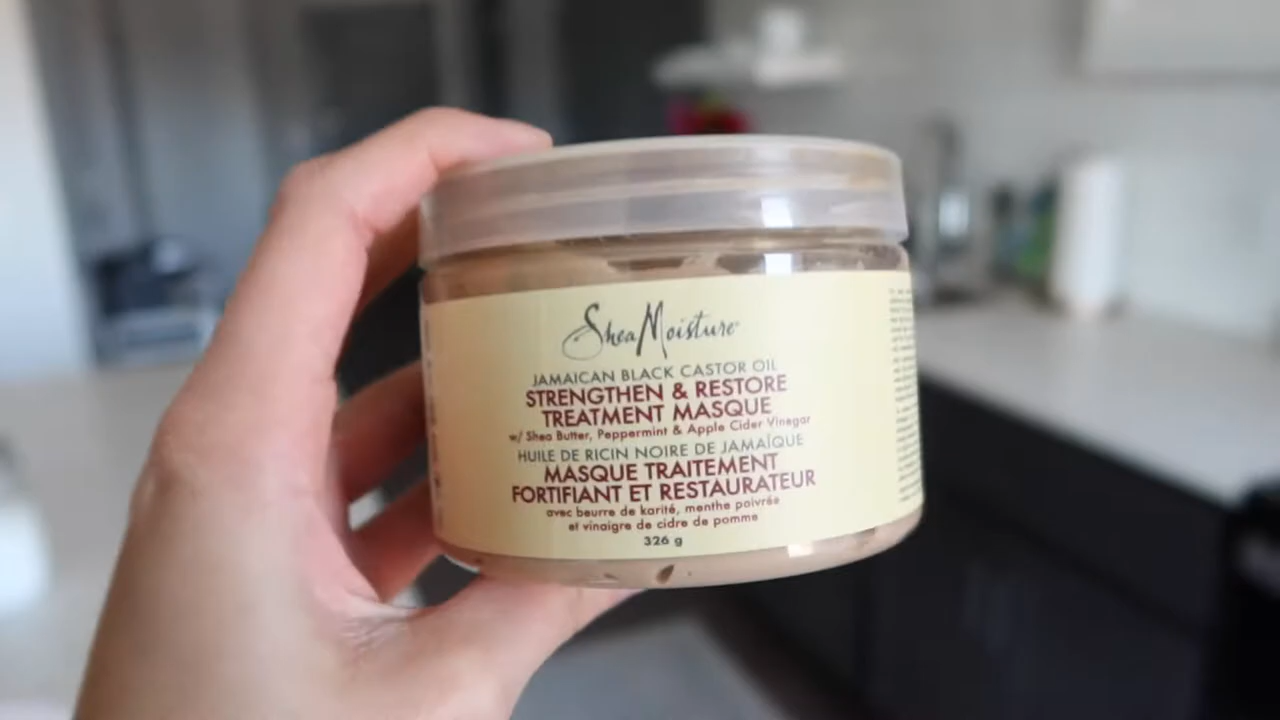 SheaMoisture
JAMAICAN BLACK CASTOR OIL
STRENGTHEN & RESTORE
TREATMENT MASQUE
w/ Shea Butter, Peppermint & Apple Cider Vinegar
HUILE DE RICIN NOIRE DE JAMAÏQUE
MASQUE TRAITEMENT
FORTIFIANT ET RESTAURATEUR
avec beurre de karité, menthe poivrée
et vinaigre de cidre de pomme
326 g